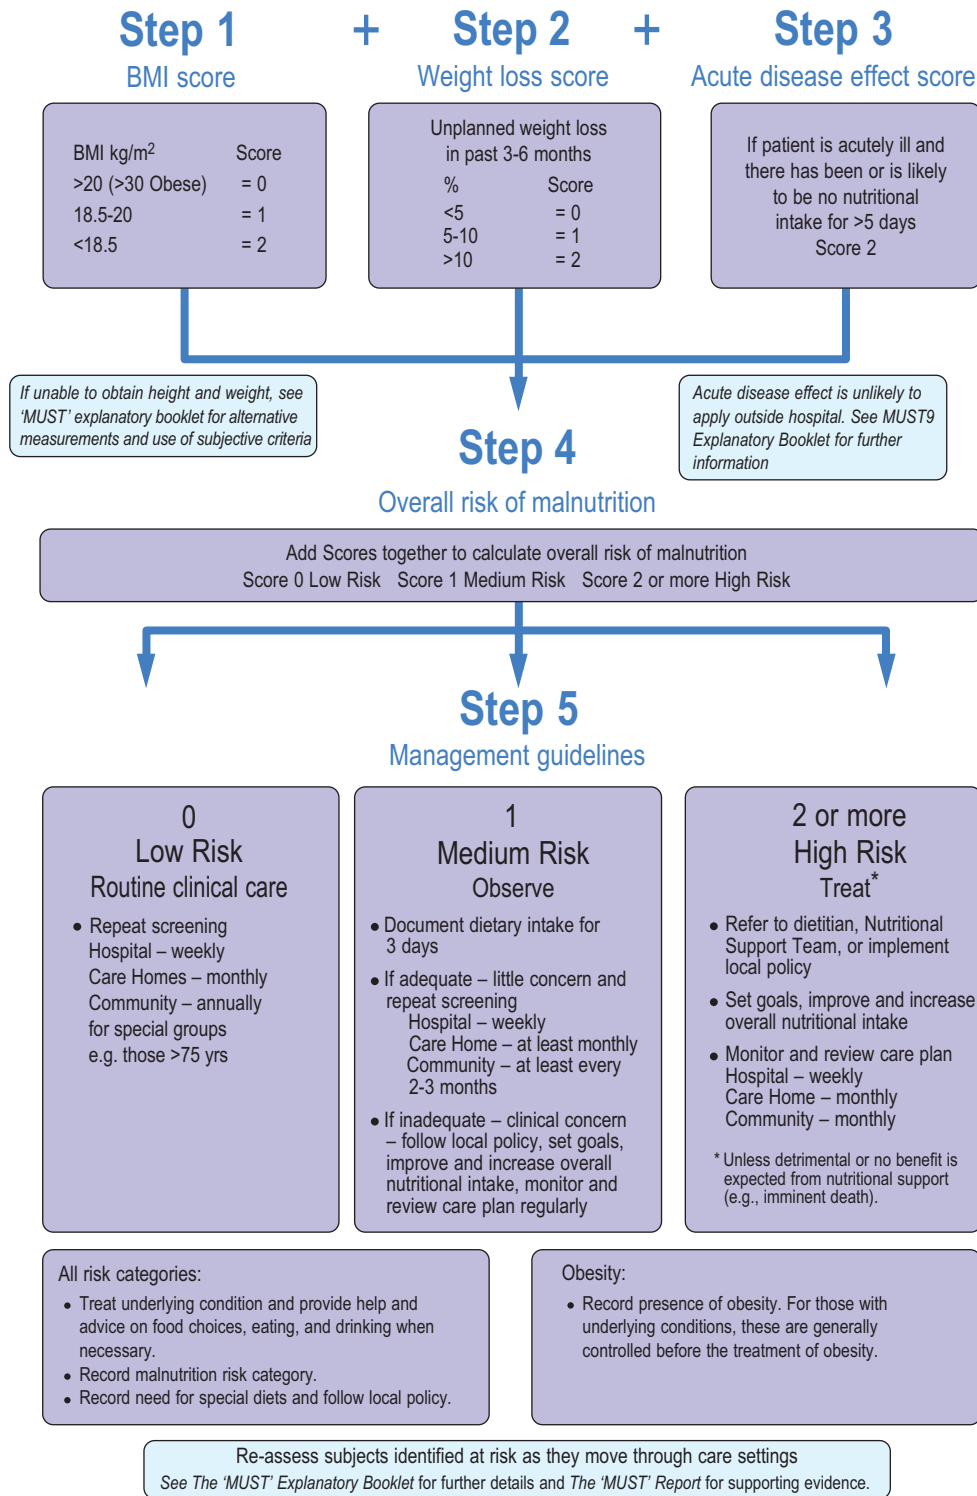 Step 1 + Step 2 + Step 3
BMI score
Weight loss score
Acute disease effect score
BMI kg/m2 Score
>20 (>30 Obese) = 0
18.5-20 = 1
<18.5 = 2
Unplanned weight loss
in past 3-6 months
% Score
<5 = 0
5-10 = 1
>10 = 2
If patient is acutely ill and
there has been or is likely
to be no nutritional
intake for >5 days
Score 2
If unable to obtain height and weight, see
‘MUST’ explanatory booklet for alternative
measurements and use of subjective criteria
Acute disease effect is unlikely to
apply outside hospital. See MUST9
Explanatory Booklet for further
information
Step 4
Overall risk of malnutrition
Add Scores together to calculate overall risk of malnutrition
Score 0 Low Risk Score 1 Medium Risk Score 2 or more High Risk
Step 5
Management guidelines
0
Low Risk
Routine clinical care
• Repeat screening
Hospital – weekly
Care Homes – monthly
Community – annually
for special groups
e.g. those >75 yrs
1
Medium Risk
Observe
• Document dietary intake for
3 days
• If adequate – little concern and
repeat screening
Hospital – weekly
Care Home – at least monthly
Community – at least every
2-3 months
• If inadequate – clinical concern
– follow local policy, set goals,
improve and increase overall
nutritional intake, monitor and
review care plan regularly
2 or more
High Risk
Treat*
• Refer to dietitian, Nutritional
Support Team, or implement
local policy
• Set goals, improve and increase
overall nutritional intake
• Monitor and review care plan
Hospital – weekly
Care Home – monthly
Community – monthly
* Unless detrimental or no benefit is
expected from nutritional support
(e.g., imminent death).
All risk categories:
• Treat underlying condition and provide help and
advice on food choices, eating, and drinking when
necessary.
• Record malnutrition risk category.
• Record need for special diets and follow local policy.
Obesity:
• Record presence of obesity. For those with
underlying conditions, these are generally
controlled before the treatment of obesity.
Re-assess subjects identified at risk as they move through care settings
See The ‘MUST’ Explanatory Booklet for further details and The ‘MUST’ Report for supporting evidence.